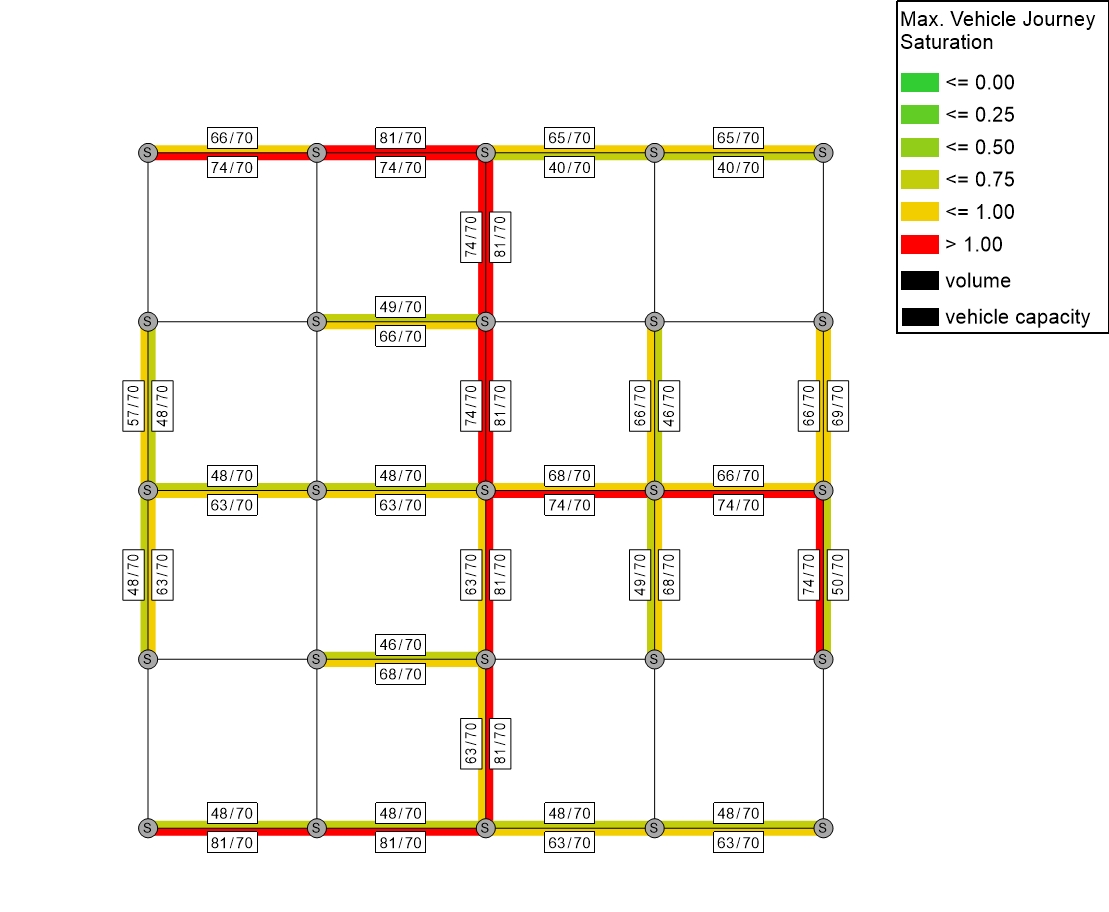 Max. Vehicle Journey
Saturation
<= 0.00
<= 0.25
<= 0.50
<= 0.75
<= 1.00
> 1.00
volume
vehicle capacity
66/70 81/70 65/70 65/70
S S S S S
74/70 74/70 40/70 40/70
74/70 81/70
49/70
S S S S S
66/70
57/70 48/70 74/70 81/70 66/70 46/70 66/70 69/70
48/70 48/70 68/70 66/70
S S S S S
63/70 63/70 74/70 74/70
48/70 63/70 63/70 81/70 49/70 68/70 74/70 50/70
46/70
S S S S S
68/70
63/70 81/70
48/70 48/70 48/70 48/70
S S S S S
81/70 81/70 63/70 63/70